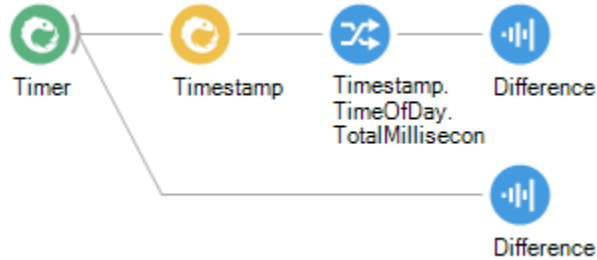 Timer
Timestamp
Timestamp.
TimeOfDay.
TotalMillisecon
Difference
Difference